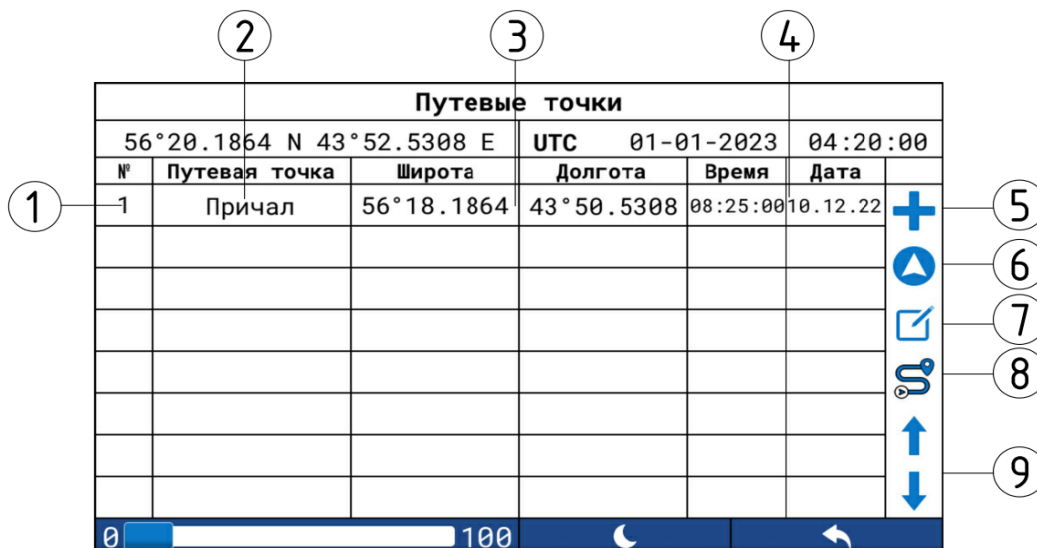 2 3 4
Путевые точки
56°20.1864 N 43°52.5308 E UTC 01-01-2023 04:20:00
№ Путевая точка Широта Долгота Время Дата
1 1 Причал 56°18.1864 43°50.5308 08:25:00 10.12.22 5
6
7
8
9
0 100